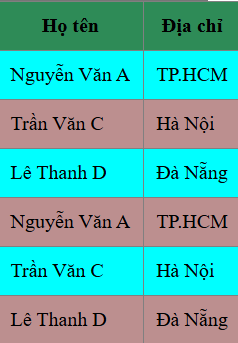 Họ tên Địa chỉ
Nguyễn Văn A TP.HCM
Trần Văn C Hà Nội
Lê Thanh D Đà Nẵng
Nguyễn Văn A TP.HCM
Trần Văn C Hà Nội
Lê Thanh D Đà Nẵng